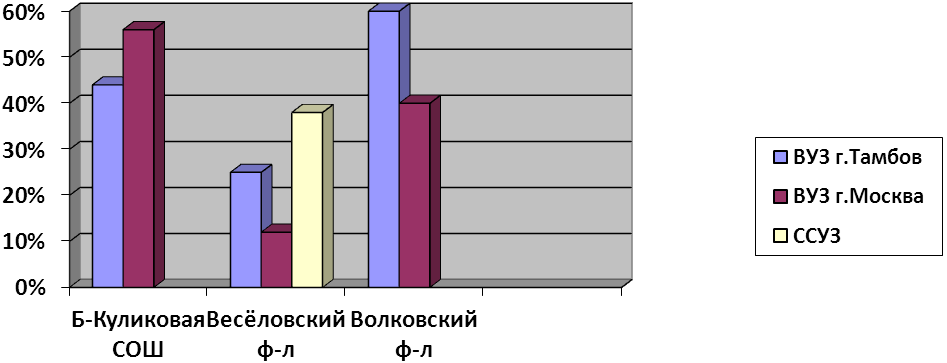 60%
50%
40%
30%
20%
10%
0%
Б-Куликовая СОШ
Весёловский ф-л
Волковский ф-л
ВУЗ г.Тамбов
ВУЗ г.Москва
ССУЗ